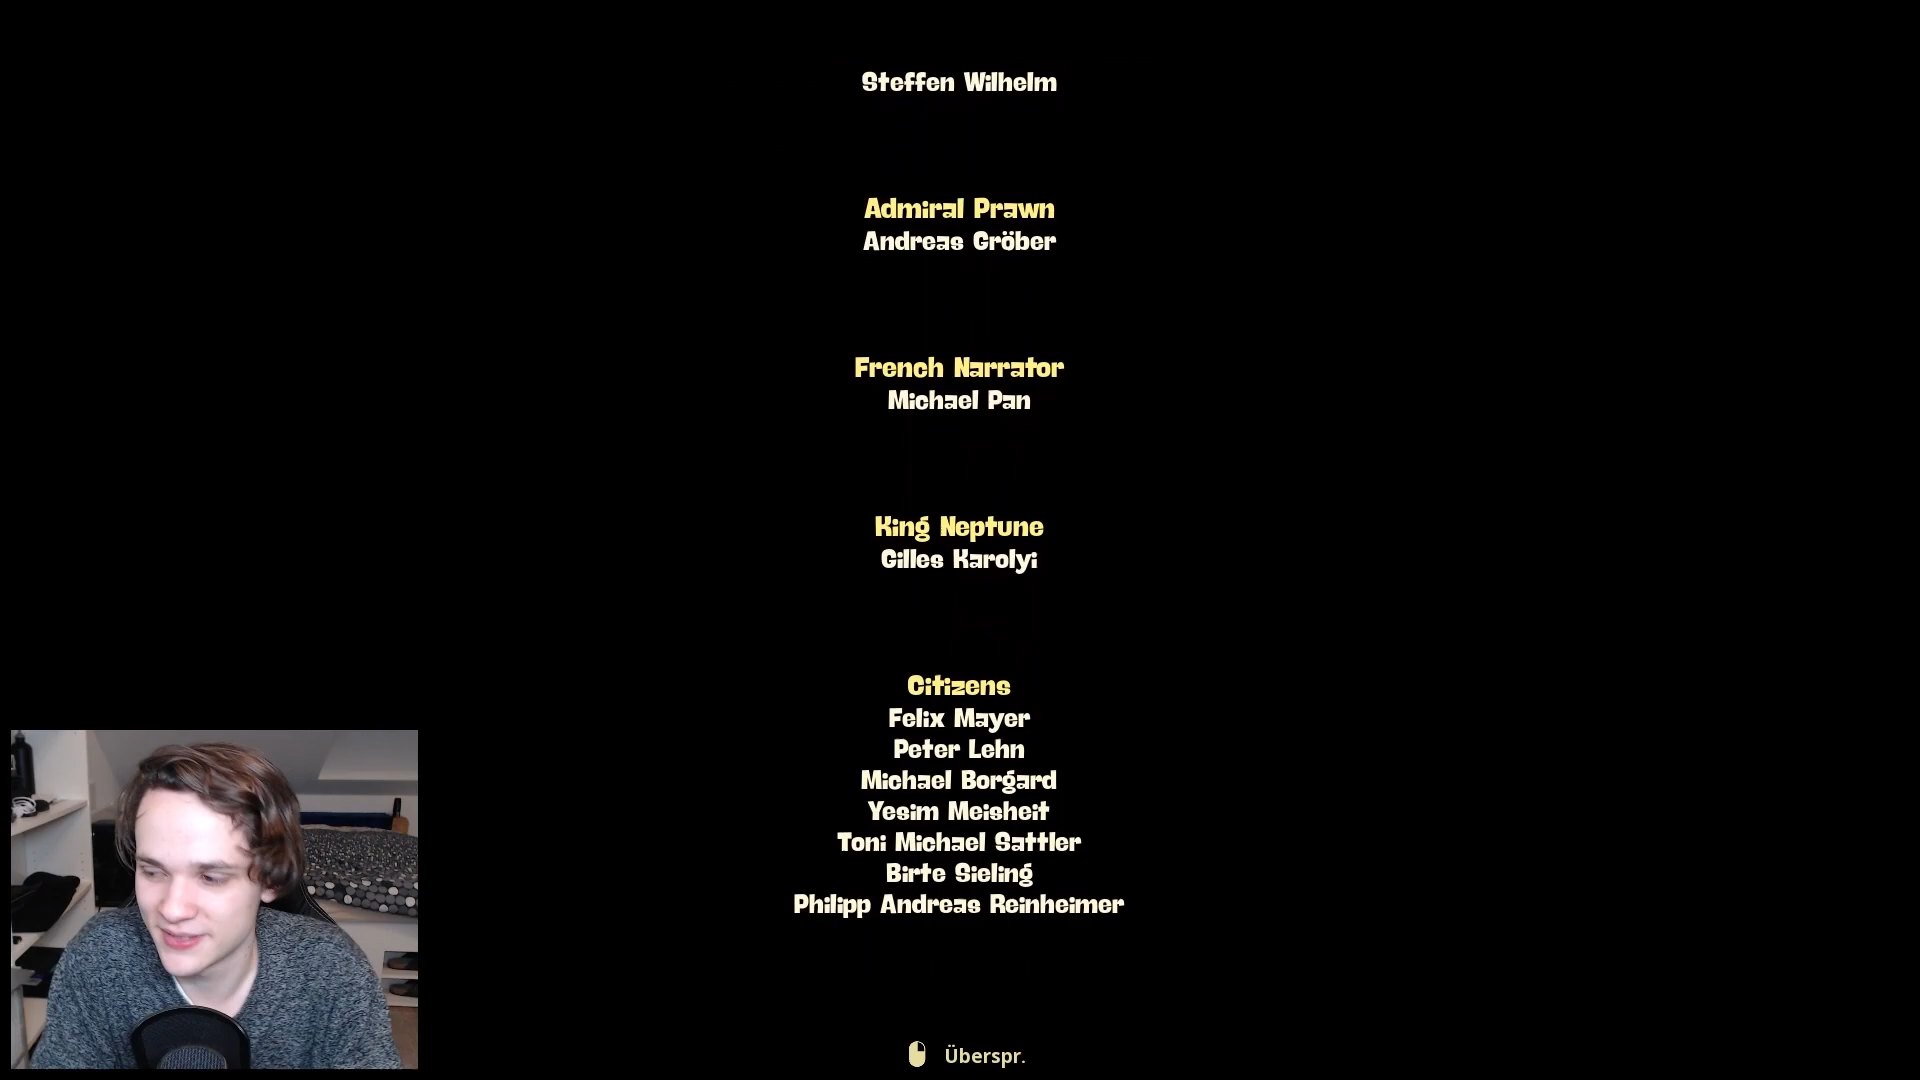 Steffen Wilhelm
Admiral Prawn
Andreas Gröber
French Narrator
Michael Pan
King Neptune
Gilles Karolyi
Citizens
Felix Mayer
Peter Lehn
Michael Borgard
Yesim Meisheit
Toni Michael Sattler
Birte Sieling
Philipp Andreas Reinheimer
Überspr.